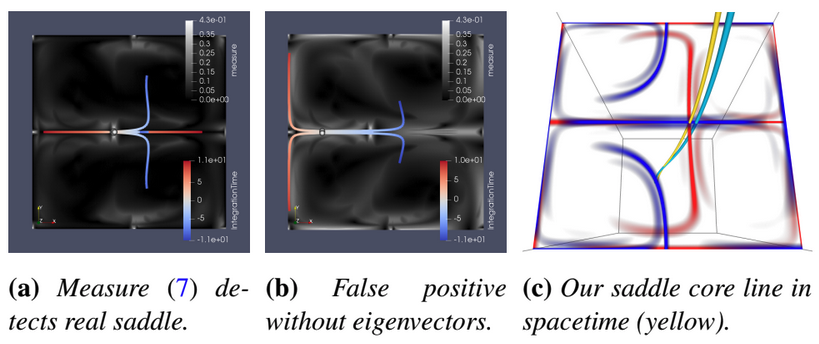 4.3e-01
0.35
0.3
0.25
0.2
0.15
0.1
0.05
0.0e+00
measure
1.1e+01
5
0
-5
-1.1e+01
IntegrationTime
Y
Z
X
4.3e-01
0.35
0.3
0.25
0.2
0.15
0.1
0.05
0.0e+00
measure
1.0e+01
5
0
-5
-1.1e+01
IntegrationTime
Y
Z
X
(a) Measure (7) de-
tects real saddle.
(b) False positive
without eigenvectors.
(c) Our saddle core line in
spacetime (yellow).